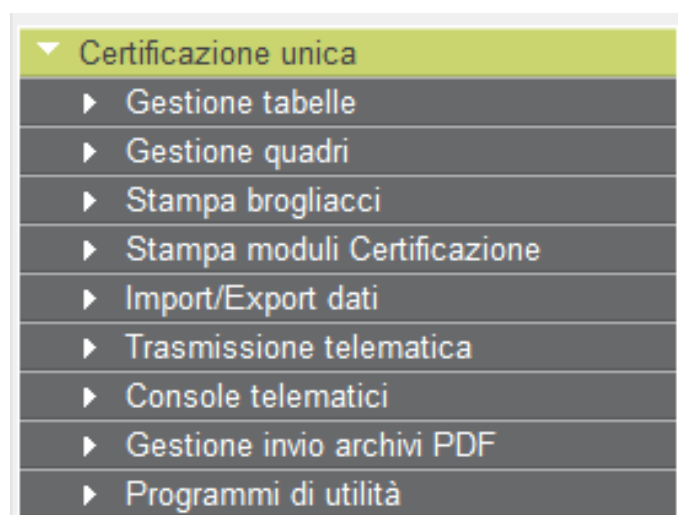 Certificazione unica
Gestione tabelle
Gestione quadri
Stampa brogliacci
Stampa moduli Certificazione
Import/Export dati
Trasmissione telematica
Console telematici
Gestione invio archivi PDF
Programmi di utilità